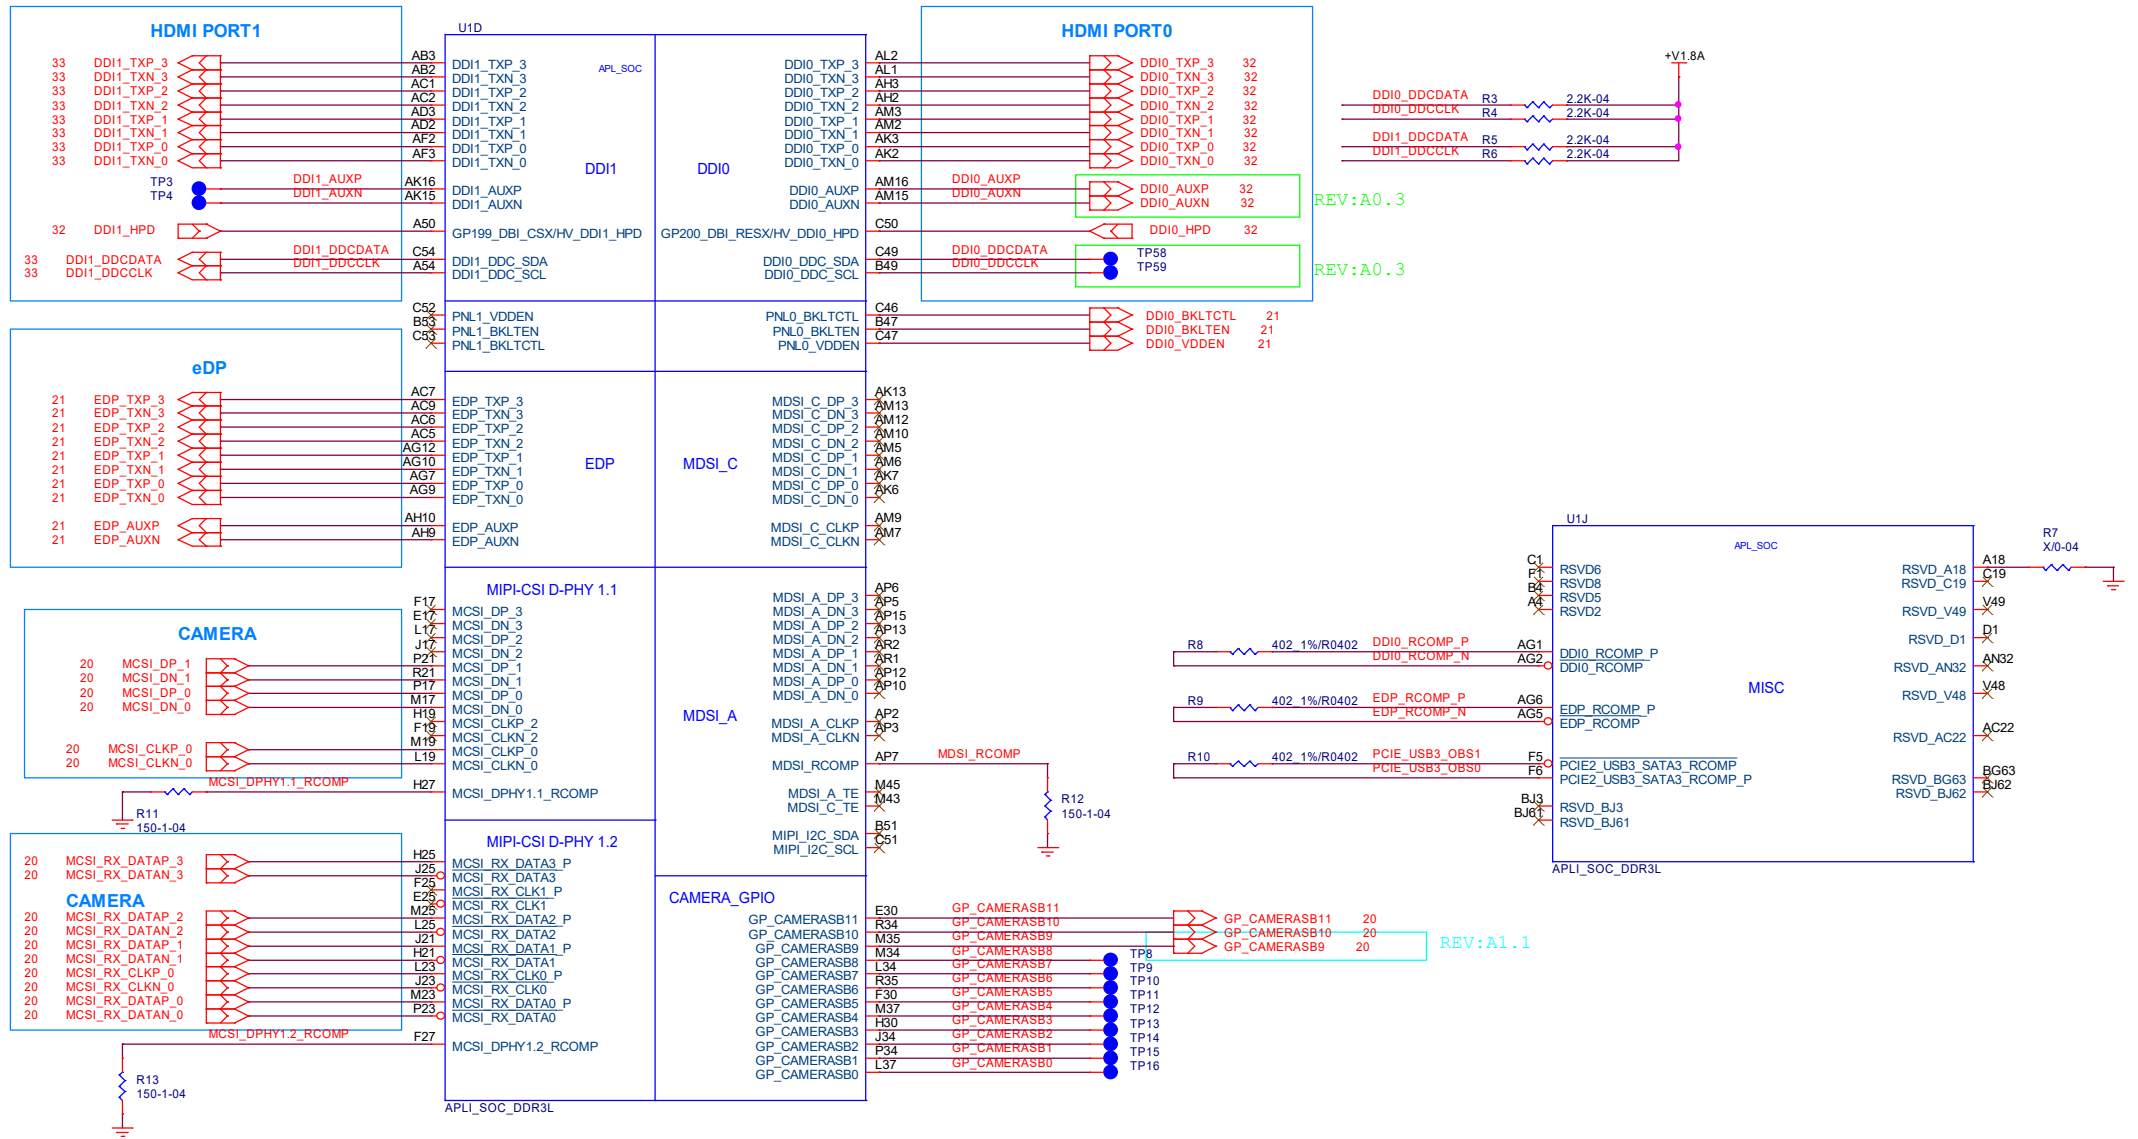 HDMI PORT1
33 DDI1_TXP_3
33 DDI1_TXN_3
33 DDI1_TXP_2
33 DDI1_TXN_2
33 DDI1_TXP_1
33 DDI1_TXN_1
33 DDI1_TXP_0
33 DDI1_TXN_0
TP3
TP4
DDI1_AUXP
DDI1_AUXN
32 DDI1_HPD
DDI1_DDCDATA
DDI1_DDCCLK
33 DDI1_DDCDATA
33 DDI1_DDCCLK
eDP
21 EDP_TXP_3
21 EDP_TXN_3
21 EDP_TXP_2
21 EDP_TXN_2
21 EDP_TXP_1
21 EDP_TXN_1
21 EDP_TXP_0
21 EDP_TXN_0
21 EDP_AUXP
21 EDP_AUXN
CAMERA
20 MCSI_DP_1
20 MCSI_DN_1
20 MCSI_DP_0
20 MCSI_DN_0
20 MCSI_CLKP_0
20 MCSI_CLKN_0
MCSI_DPHY1.1_RCOMP
R11
150-1-04
20 MCSI_RX_DATAP_3
20 MCSI_RX_DATAN_3
CAMERA
20 MCSI_RX_DATAP_2
20 MCSI_RX_DATAN_2
20 MCSI_RX_DATAP_1
20 MCSI_RX_DATAN_1
20 MCSI_RX_CLKP_0
20 MCSI_RX_CLKN_0
20 MCSI_RX_DATAP_0
20 MCSI_RX_DATAN_0
MCSI_DPHY1.2_RCOMP
R13
150-1-04
U1D
APL_SOC
AB3 DDI1_TXP_3
AB2 DDI1_TXN_3
AC1 DDI1_TXP_2
AC2 DDI1_TXN_2
AD3 DDI1_TXP_1
AD2 DDI1_TXN_1
AF2 DDI1_TXP_0
AF3 DDI1_TXN_0
DDI1
AK16 DDI1_AUXP
AK15 DDI1_AUXN
A50 GP199_DBI_CSX/HV_DDI1_HPD
C54 DDI1_DDC_SDA
A54 DDI1_DDC_SCL
C52 PNL1_VDDEN
B53 PNL1_BKLTEN
C53 PNL1_BKLTCTL
AC7 EDP_TXP_3
AC9 EDP_TXN_3
AC6 EDP_TXP_2
AC5 EDP_TXN_2
AG12 EDP_TXP_1
AG10 EDP_TXN_1
AG7 EDP_TXP_0
AG9 EDP_TXN_0
EDP
AH10 EDP_AUXP
AH9 EDP_AUXN
MIPI-CSI D-PHY 1.1
F17 MCSI_DP_3
E17 MCSI_DN_3
L17 MCSI_DP_2
J17 MCSI_DN_2
P21 MCSI_DP_1
R21 MCSI_DN_1
P17 MCSI_DP_0
M17 MCSI_DN_0
H19 MCSI_CLKP_2
F19 MCSI_CLKN_2
M19 MCSI_CLKP_0
L19 MCSI_CLKN_0
H27 MCSI_DPHY1.1_RCOMP
MIPI-CSI D-PHY 1.2
H25 MCSI_RX_DATA3_P
J25 MCSI_RX_DATA3
F25 MCSI_RX_CLK1_P
E25 MCSI_RX_CLK1
M25 MCSI_RX_DATA2_P
L25 MCSI_RX_DATA2
J21 MCSI_RX_DATA1_P
H21 MCSI_RX_DATA1
L23 MCSI_RX_CLK0_P
J23 MCSI_RX_CLK0
M23 MCSI_RX_DATA0_P
P23 MCSI_RX_DATA0
F27 MCSI_DPHY1.2_RCOMP
APLI_SOC_DDR3L
DDI0
DDI0_TXP_3 AL2
DDI0_TXN_3 AL1
DDI0_TXP_2 AH3
DDI0_TXN_2 AH2
DDI0_TXP_1 AM3
DDI0_TXN_1 AM2
DDI0_TXP_0 AK3
DDI0_TXN_0 AK2
DDI0_AUXP AM16
DDI0_AUXN AM15
GP200_DBI_RESX/HV_DDI0_HPD C50
DDI0_DDC_SDA C49
DDI0_DDC_SCL B49
PNL0_BKLTCTL C46
PNL0_BKLTEN B47
PNL0_VDDEN C47
MDSI_C
MDSI_C_DP_3 AK13
MDSI_C_DN_3 AM13
MDSI_C_DP_2 AM12
MDSI_C_DN_2 AM10
MDSI_C_DP_1 AM5
MDSI_C_DN_1 AM6
MDSI_C_DP_0 AK7
MDSI_C_DN_0 AK6
MDSI_C_CLKP AM9
MDSI_C_CLKN AM7
MDSI_A_DP_3 AP6
MDSI_A_DN_3 AP5
MDSI_A_DP_2 AP15
MDSI_A_DN_2 AP13
MDSI_A_DP_1 AR2
MDSI_A_DN_1 AR1
MDSI_A_DP_0 AP12
MDSI_A_DN_0 AP10
MDSI_A
MDSI_A_CLKP AP2
MDSI_A_CLKN AP3
MDSI_RCOMP AP7
MDSI_A_TE M45
MDSI_C_TE M43
MIPI_I2C_SDA B51
MIPI_I2C_SCL C51
CAMERA_GPIO
GP_CAMERASB11 E30
GP_CAMERASB10 R34
GP_CAMERASB9 M35
GP_CAMERASB8 M34
GP_CAMERASB7 L34
GP_CAMERASB6 R35
GP_CAMERASB5 F30
GP_CAMERASB4 M37
GP_CAMERASB3 H30
GP_CAMERASB2 J34
GP_CAMERASB1 P34
GP_CAMERASB0 L37
HDMI PORT0
DDI0_TXP_3 32
DDI0_TXN_3 32
DDI0_TXP_2 32
DDI0_TXN_2 32
DDI0_TXP_1 32
DDI0_TXN_1 32
DDI0_TXP_0 32
DDI0_TXN_0 32
DDI0_AUXP
DDI0_AUXN
DDI0_AUXP 32
DDI0_AUXN 32
REV:A0.3
DDI0_HPD 32
DDI0_DDCDATA
DDI0_DDCCLK
TP58
TP59
REV:A0.3
DDI0_BKLTCTL 21
DDI0_BKLTEN 21
DDI0_VDDEN 21
MDSI_RCOMP
R12
150-1-04
GP_CAMERASB11
GP_CAMERASB10
GP_CAMERASB9
GP_CAMERASB8
GP_CAMERASB7
GP_CAMERASB6
GP_CAMERASB5
GP_CAMERASB4
GP_CAMERASB3
GP_CAMERASB2
GP_CAMERASB1
GP_CAMERASB0
GP_CAMERASB11 20
GP_CAMERASB10 20
GP_CAMERASB9 20
REV:A1.1
TP8
TP9
TP10
TP11
TP12
TP13
TP14
TP15
TP16
+V1.8A
DDI0_DDCDATA R3 2.2K-04
DDI0_DDCCLK R4 2.2K-04
DDI1_DDCDATA R5 2.2K-04
DDI1_DDCCLK R6 2.2K-04
U1J
APL_SOC
C1 RSVD6
F1 RSVD8
B4 RSVD5
A4 RSVD2
R8 402_1%/R0402 DDI0_RCOMP_P AG1 DDI0_RCOMP_P
DDI0_RCOMP_N AG2 DDI0_RCOMP
R9 402_1%/R0402 EDP_RCOMP_P AG6 EDP_RCOMP_P
EDP_RCOMP_N AG5 EDP_RCOMP
R10 402_1%/R0402 PCIE_USB3_OBS1 F5 PCIE2_USB3_SATA3_RCOMP
PCIE_USB3_OBS0 F6 PCIE2_USB3_SATA3_RCOMP_P
BJ3 RSVD_BJ3
BJ61 RSVD_BJ61
MISC
RSVD_A18 A18
RSVD_C19 C19
RSVD_V49 V49
RSVD_D1 D1
RSVD_AN32 AN32
RSVD_V48 V48
RSVD_AC22 AC22
RSVD_BG63 BG63
RSVD_BJ62 BJ62
R7
X/0-04
APLI_SOC_DDR3L